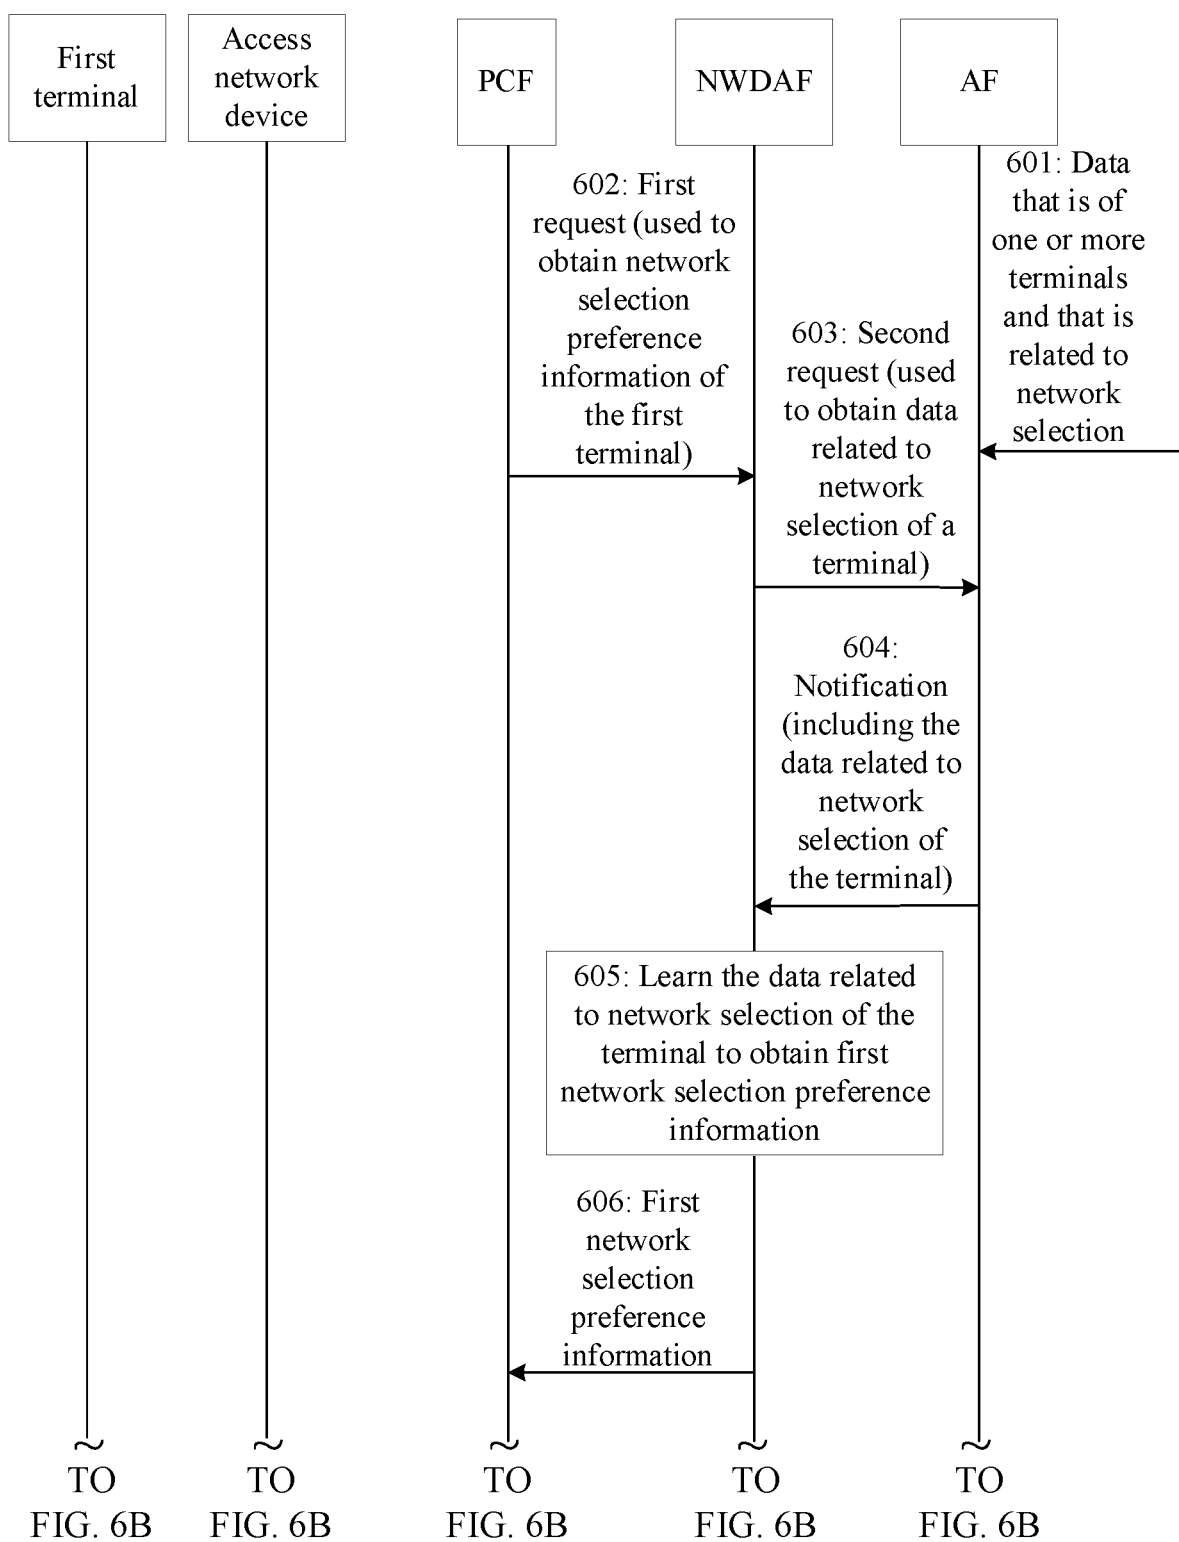 First
terminal
Access
network
device
PCF
NWDAF
AF
601: Data
that is of
one or more
terminals
and that is
related to
network
selection
602: First
request (used to
obtain network
selection
preference
information of
the first
terminal)
603: Second
request (used
to obtain data
related to
network
selection of a
terminal)
604:
Notification
(including the
data related to
network
selection of
the terminal)
605: Learn the data related
to network selection of the
terminal to obtain first
network selection preference
information
606: First
network
selection
preference
information
TO
FIG. 6B
TO
FIG. 6B
TO
FIG. 6B
TO
FIG. 6B
TO
FIG. 6B